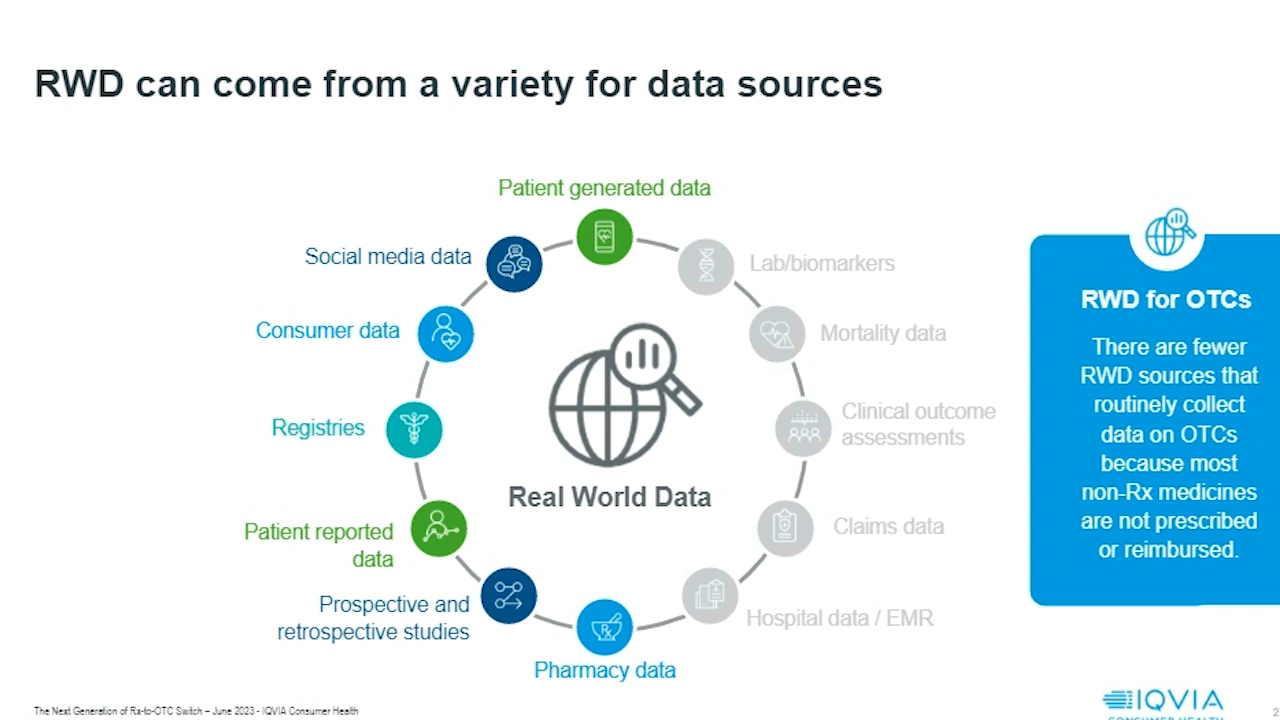 RWD can come from a variety for data sources
Patient generated data
Social media data
Lab/biomarkers
Consumer data
Mortality data
Registries
Clinical outcome
assessments
Real World Data
Patient reported
data
Claims data
Prospective and
retrospective studies
Hospital data / EMR
Rx
Pharmacy data
RWD for OTCs
There are fewer
RWD sources that
routinely collect
data on OTCs
because most
non-Rx medicines
are not prescribed
or reimbursed.
The Next Generation of Rx-to-OTC Switch – June 2023 - IQVIA Consumer Health
IQVIA
CONSUMER HEALTH
2